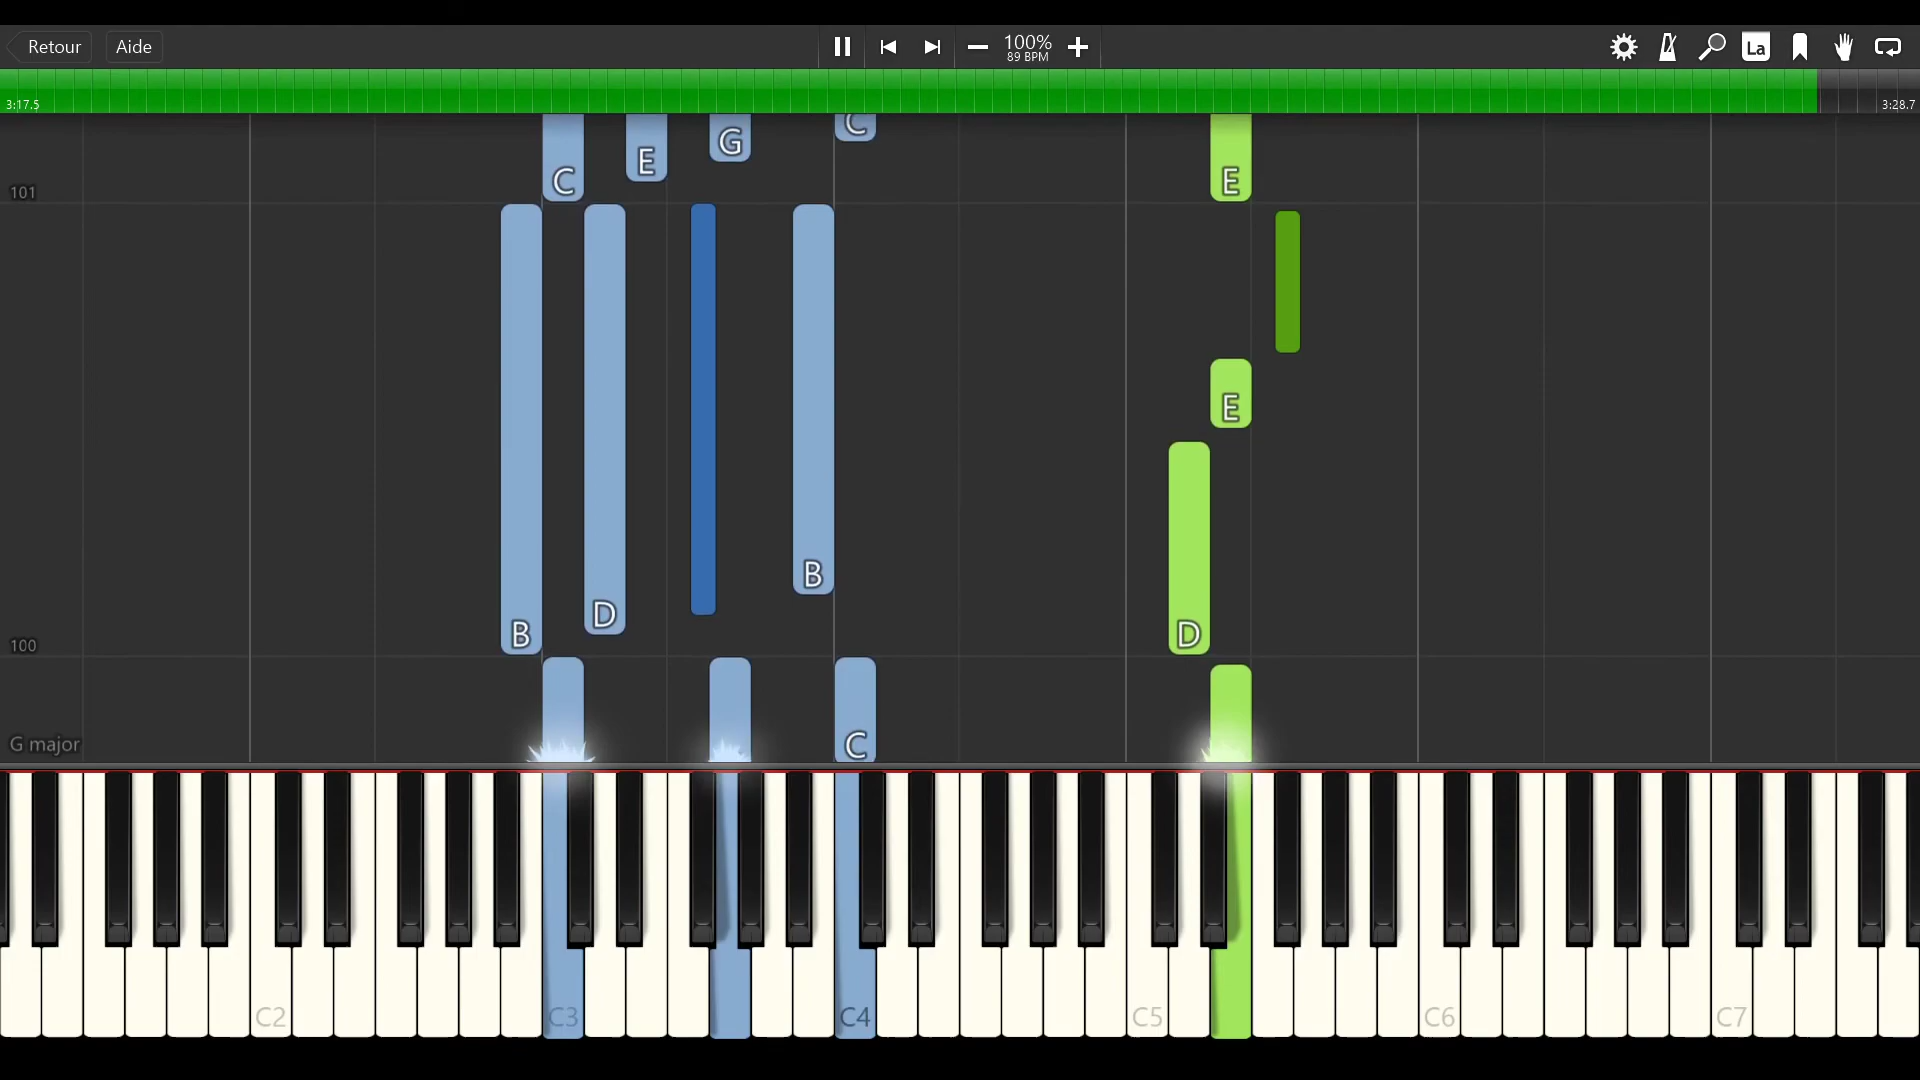 Retour
Aide
100%
89 BPM
La
3:17.5
3:28.7
C
G
E
C
E
101
E
B
D
B
D
100
C
G major
C2
C3
C4
C5
C6
C7